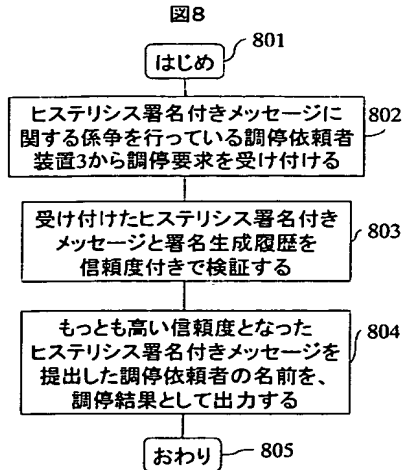 図8
はじめ
801
ヒステリシス署名付きメッセージに
関する係争を行っている調停依頼者
装置3から調停要求を受け付ける
802
受け付けたヒステリシス署名付き
メッセージと署名生成履歴を
信頼度付きで検証する
803
もっとも高い信頼度となった
ヒステリシス署名付きメッセージを
提出した調停依頼者の名前を、
調停結果として出力する
804
おわり
805